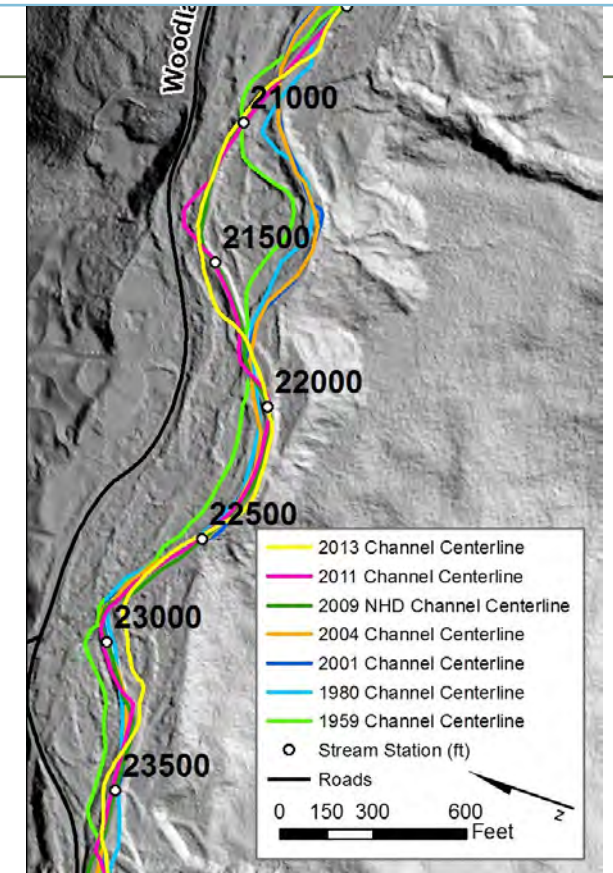 Woodla
21000
21500
22000
22500
23000
23500
2013 Channel Centerline
2011 Channel Centerline
2009 NHD Channel Centerline
2004 Channel Centerline
2001 Channel Centerline
1980 Channel Centerline
1959 Channel Centerline
Stream Station (ft)
Roads
z
0 150 300 600
Feet